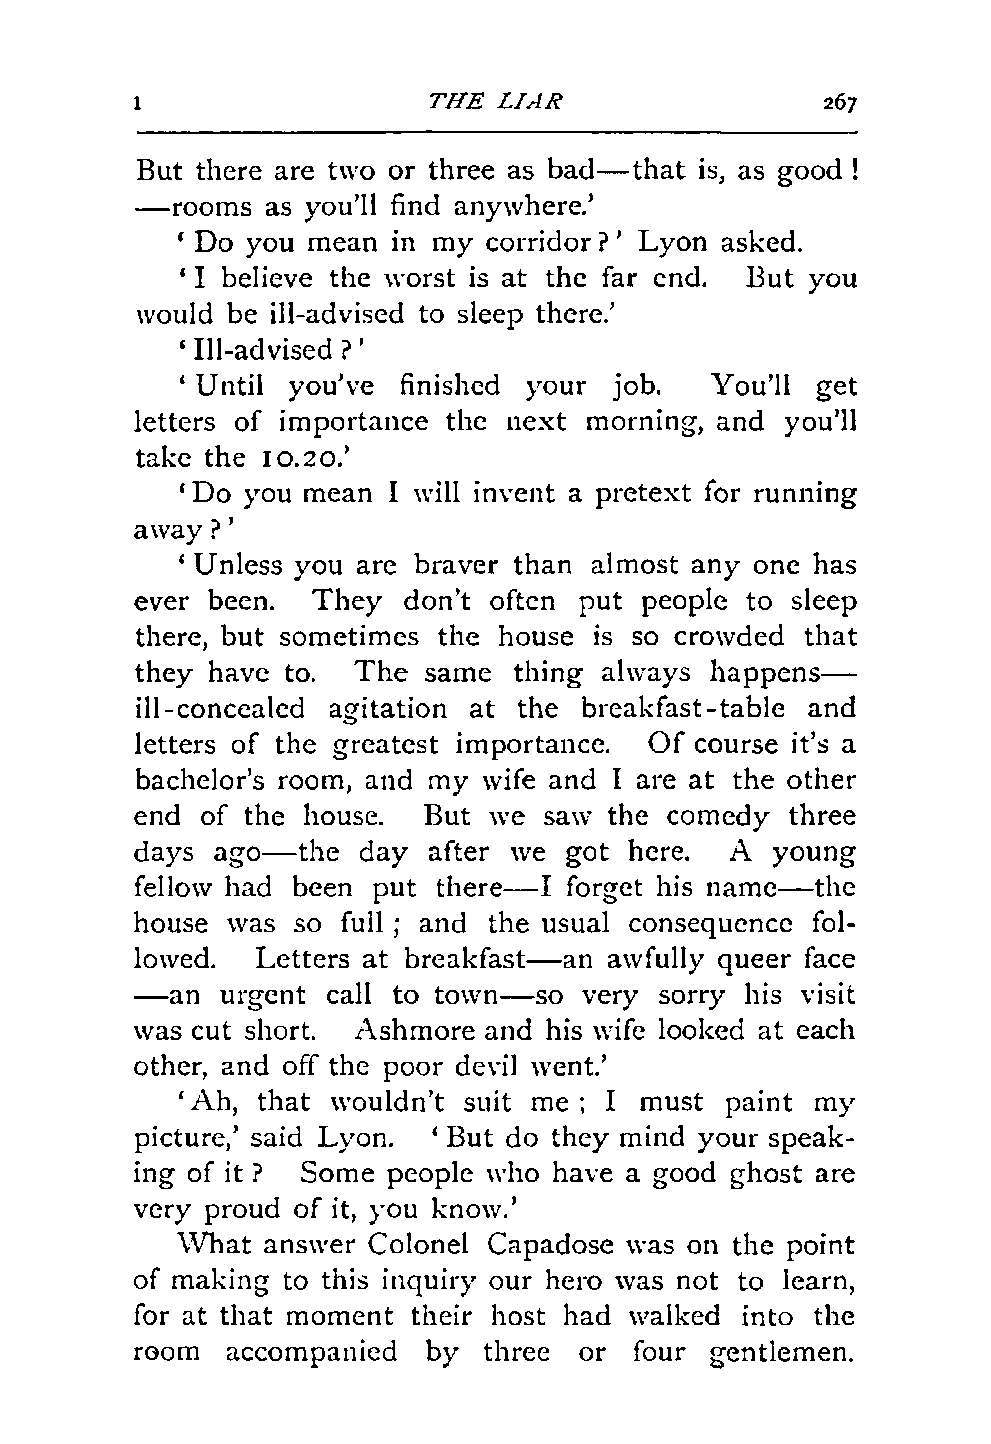 1 THE LIAR 267
But there are two or three as bad—that is, as good!
—rooms as you'll find anywhere.'
'Do you mean in my corridor?' Lyon asked.
'I believe the worst is at the far end. But you
would be ill-advised to sleep there.'
'Ill-advised?'
'Until you've finished your job. You'll get
letters of importance the next morning, and you'll
take the 10.20.'
'Do you mean I will invent a pretext for running
away?'
'Unless you are braver than almost any one has
ever been. They don't often put people to sleep
there, but sometimes the house is so crowded that
they have to. The same thing always happens—
ill-concealed agitation at the breakfast-table and
letters of the greatest importance. Of course it's a
bachelor's room, and my wife and I are at the other
end of the house. But we saw the comedy three
days ago—the day after we got here. A young
fellow had been put there—I forget his name—the
house was so full; and the usual consequence fol-
lowed. Letters at breakfast—an awfully queer face
—an urgent call to town—so very sorry his visit
was cut short. Ashmore and his wife looked at each
other, and off the poor devil went.'
'Ah, that wouldn't suit me; I must paint my
picture,' said Lyon. 'But do they mind your speak-
ing of it? Some people who have a good ghost are
very proud of it, you know.'
What answer Colonel Capadose was on the point
of making to this inquiry our hero was not to learn,
for at that moment their host had walked into the
room accompanied by three or four gentlemen.